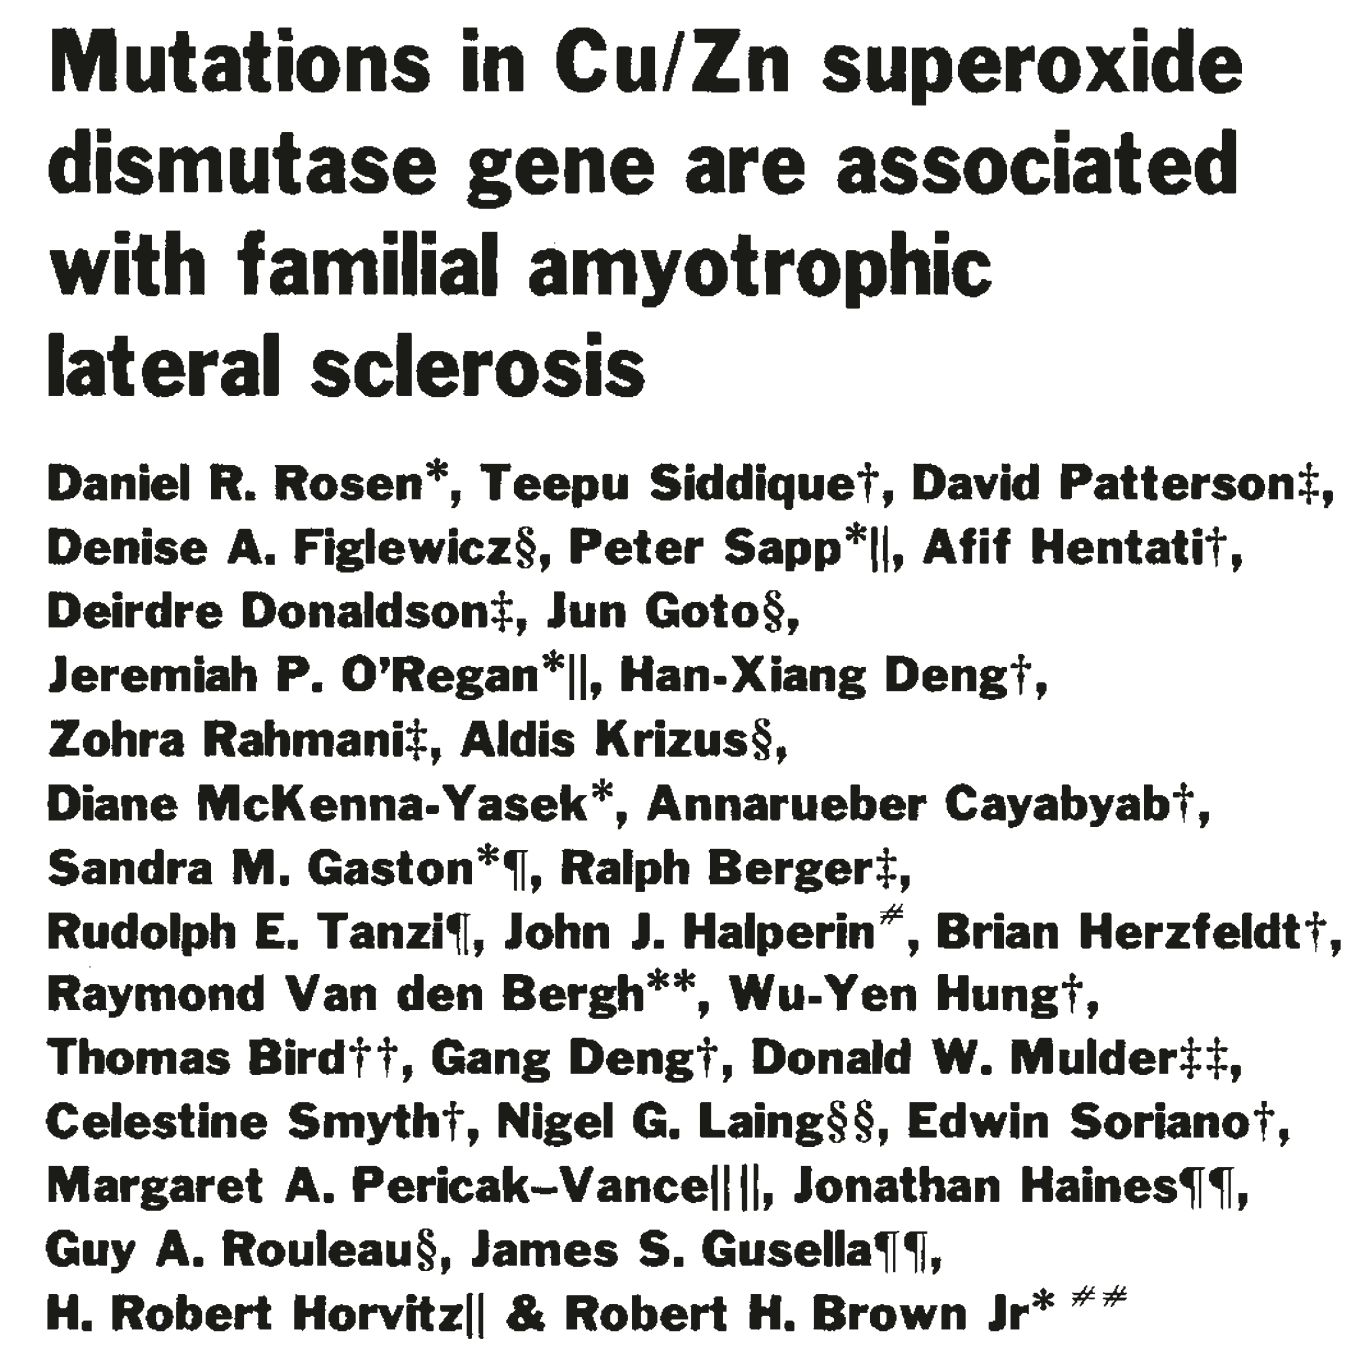 Mutations in Cu/Zn superoxide
dismutase gene are associated
with familial amyotrophic
lateral sclerosis
Daniel R. Rosen*, Teepu Siddique†, David Patterson‡,
Denise A. Figlewicz§, Peter Sapp*||, Afif Hentati†,
Deirdre Donaldson‡, Jun Goto§,
Jeremiah P. O'Regan*||, Han-Xiang Deng†,
Zohra Rahmani‡, Aldis Krizus§,
Diane McKenna-Yasek*, Annarueber Cayabyab†,
Sandra M. Gaston*¶, Ralph Berger‡,
Rudolph E. Tanzi¶, John J. Halperin#, Brian Herzfeldt†,
Raymond Van den Bergh**, Wu-Yen Hung†,
Thomas Bird††, Gang Deng†, Donald W. Mulder‡‡,
Celestine Smyth†, Nigel G. Laing§§, Edwin Soriano†,
Margaret A. Pericak–Vance|| ||, Jonathan Haines¶¶,
Guy A. Rouleau§, James S. Gusella¶¶,
H. Robert Horvitz|| & Robert H. Brown Jr* ##